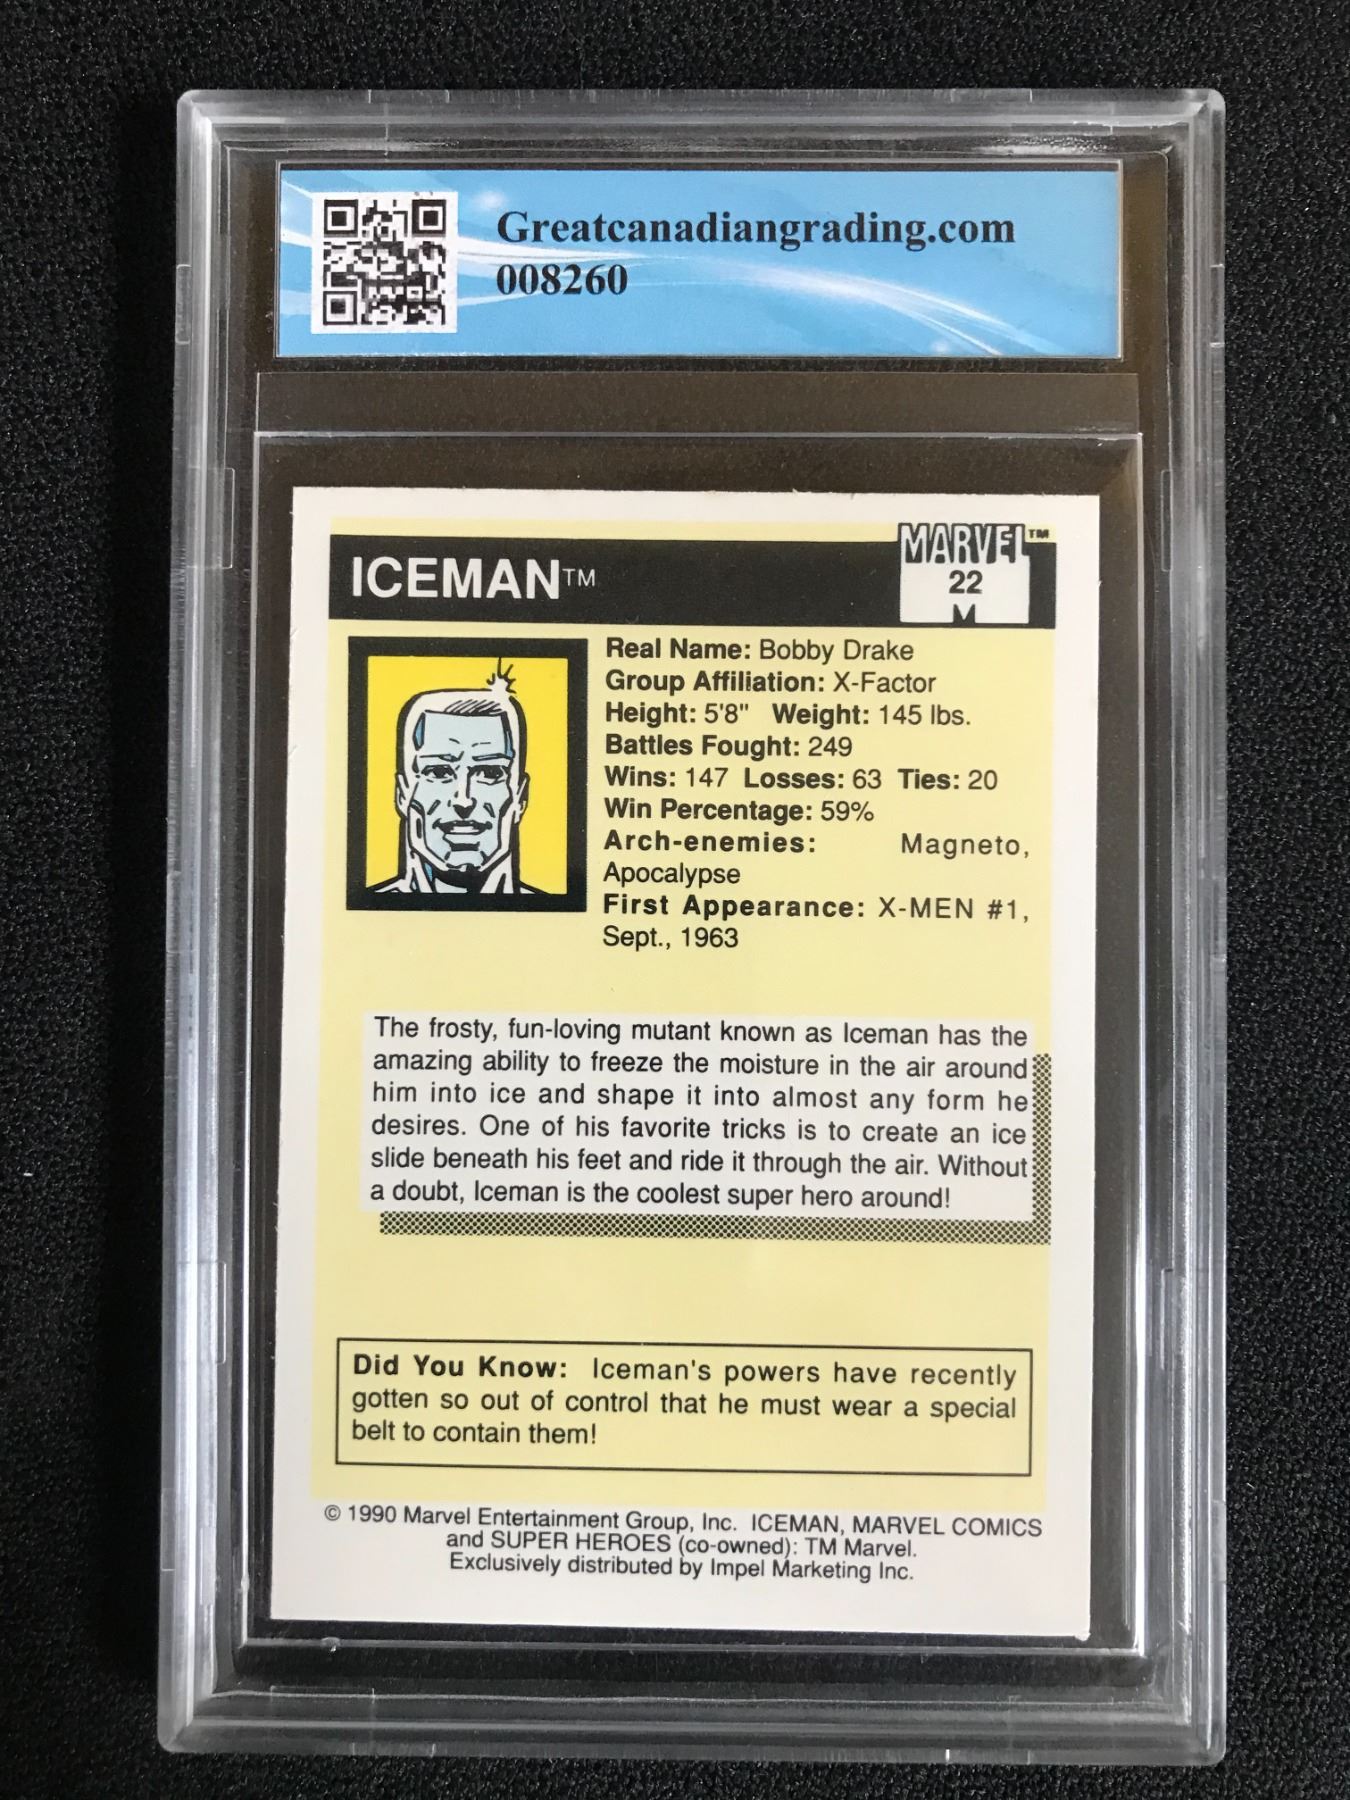 Greatcanadiangrading.com
008260
MARVEL™
ICEMAN™
22
M
Real Name: Bobby Drake
Group Affiliation: X-Factor
Height: 5'8" Weight: 145 lbs.
Battles Fought: 249
Wins: 147 Losses: 63 Ties: 20
Win Percentage: 59%
Arch-enemies: Magneto,
Apocalypse
First Appearance: X-MEN #1,
Sept., 1963
The frosty, fun-loving mutant known as Iceman has the
amazing ability to freeze the moisture in the air around
him into ice and shape it into almost any form he
desires. One of his favorite tricks is to create an ice
slide beneath his feet and ride it through the air. Without
a doubt, Iceman is the coolest super hero around!
Did You Know: Iceman's powers have recently
gotten so out of control that he must wear a special
belt to contain them!
© 1990 Marvel Entertainment Group, Inc. ICEMAN, MARVEL COMICS
and SUPER HEROES (co-owned): TM Marvel.
Exclusively distributed by Impel Marketing Inc.